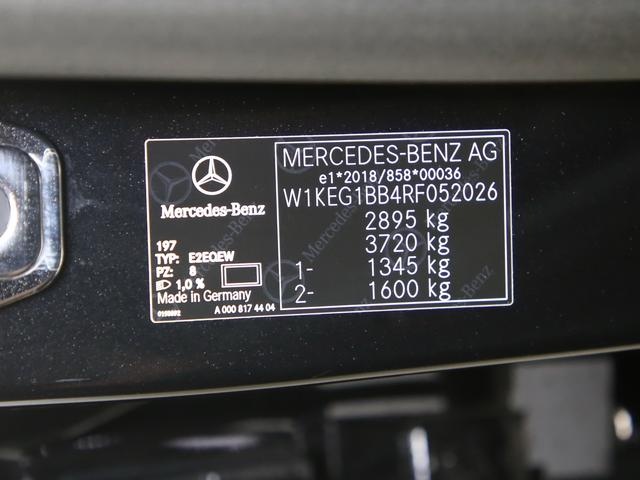 Mercedes-Benz
197
TYP: E2EQEW
PZ: 8
1,0 %
Made in Germany
A 000 817 44 04
MERCEDES-BENZ AG
e1*2018/858*00036
W1KEG1BB4RF052026
2895 kg
3720 kg
1- 1345 kg
2- 1600 kg